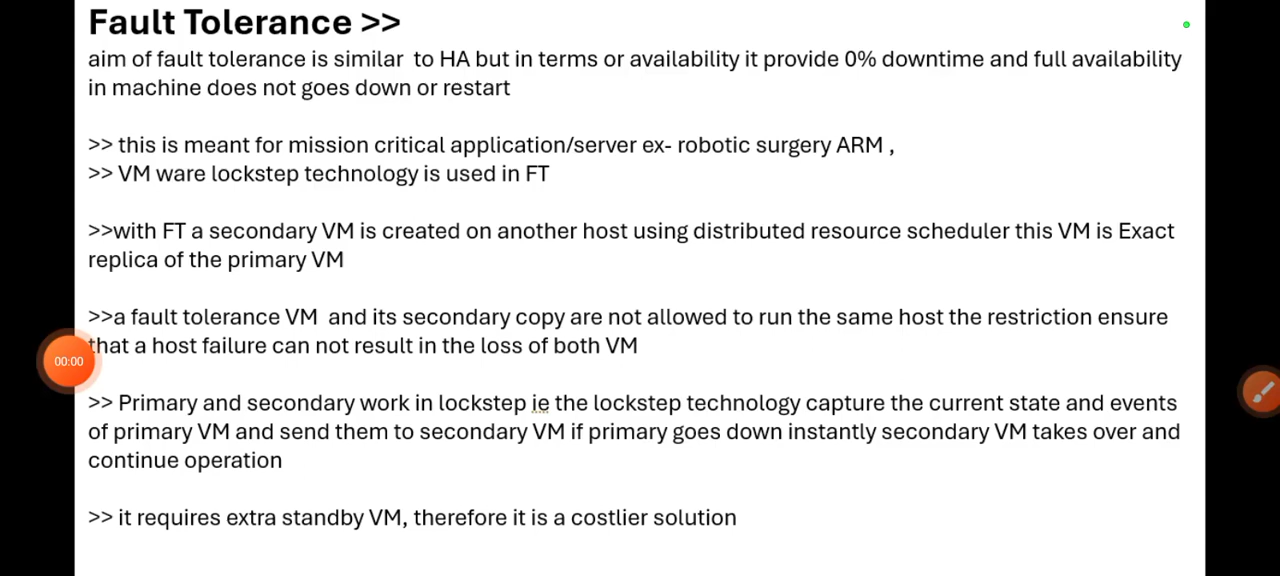 Fault Tolerance >>
aim of fault tolerance is similar to HA but in terms or availability it provide 0% downtime and full availability
in machine does not goes down or restart
>> this is meant for mission critical application/server ex- robotic surgery ARM ,
>> VM ware lockstep technology is used in FT
>>with FT a secondary VM is created on another host using distributed resource scheduler this VM is Exact
replica of the primary VM
>>a fault tolerance VM and its secondary copy are not allowed to run the same host the restriction ensure
that a host failure can not result in the loss of both VM
00:00
>> Primary and secondary work in lockstep ie the lockstep technology capture the current state and events
of primary VM and send them to secondary VM if primary goes down instantly secondary VM takes over and
continue operation
>> it requires extra standby VM, therefore it is a costlier solution